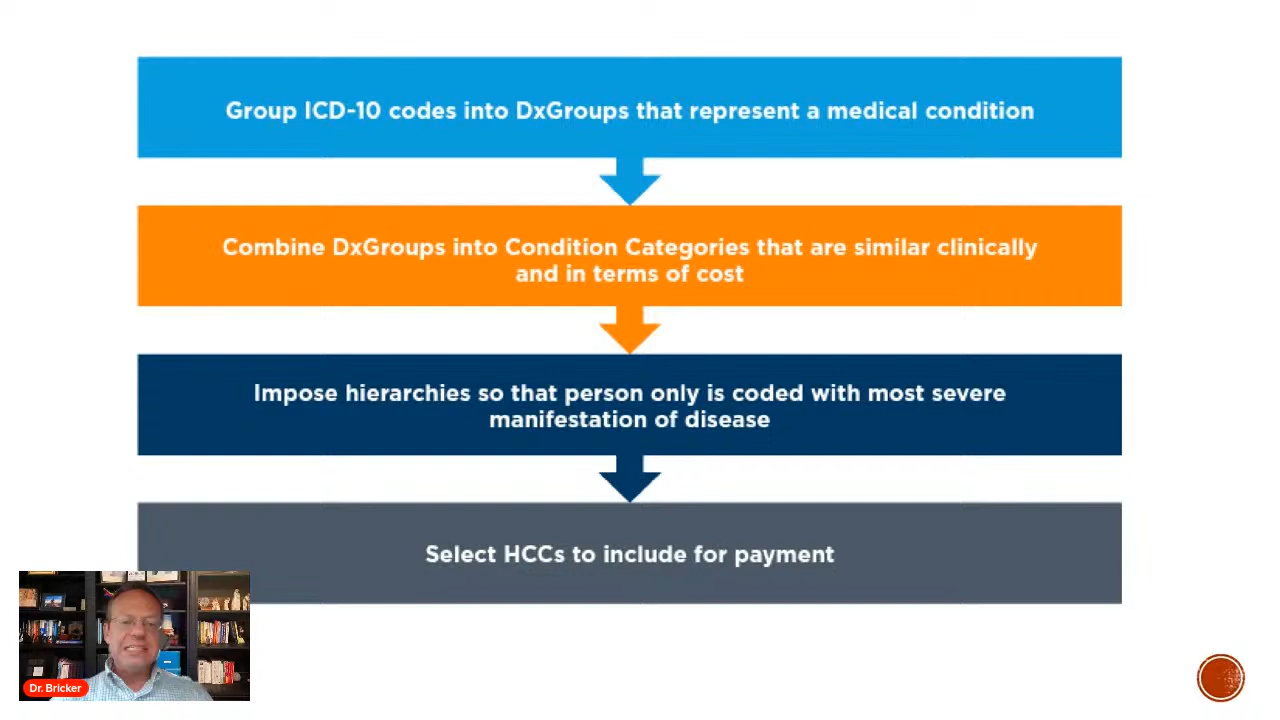 Group ICD-10 codes into DxGroups that represent a medical condition
Combine DxGroups into Condition Categories that are similar clinically
and in terms of cost
Impose hierarchies so that person only is coded with most severe
manifestation of disease
Select HCCs to include for payment
Dr. Bricker